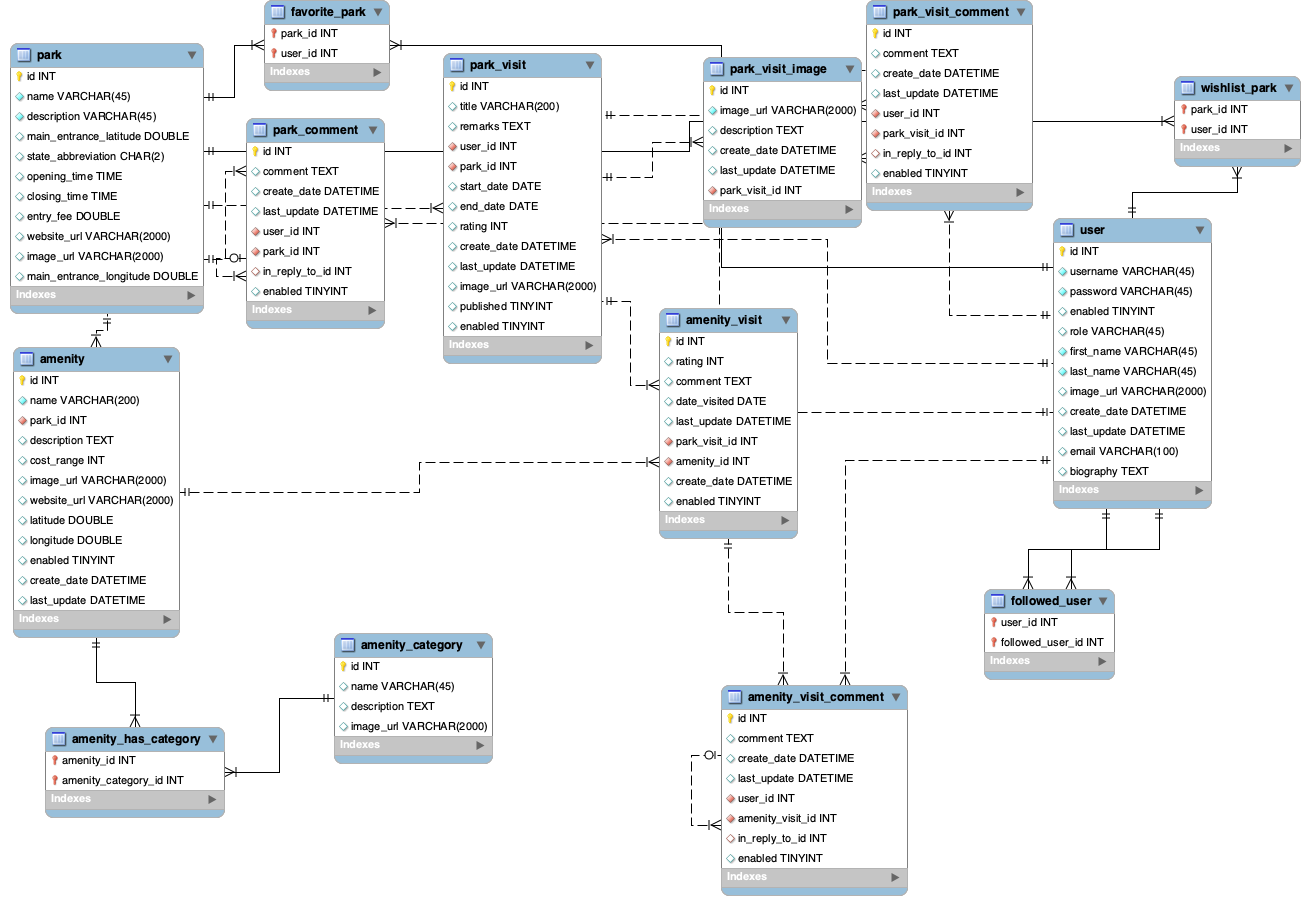 favorite_park
park_id INT
user_id INT
Indexes
park_visit_comment
id INT
comment TEXT
create_date DATETIME
last_update DATETIME
user_id INT
park_visit_id INT
in_reply_to_id INT
enabled TINYINT
Indexes
park
id INT
name VARCHAR(45)
description VARCHAR(45)
main_entrance_latitude DOUBLE
state_abbreviation CHAR(2)
opening_time TIME
closing_time TIME
entry_fee DOUBLE
website_url VARCHAR(2000)
image_url VARCHAR(2000)
main_entrance_longitude DOUBLE
Indexes
park_visit
id INT
title VARCHAR(200)
remarks TEXT
user_id INT
park_id INT
start_date DATE
end_date DATE
rating INT
create_date DATETIME
last_update DATETIME
image_url VARCHAR(2000)
published TINYINT
enabled TINYINT
Indexes
park_visit_image
id INT
image_url VARCHAR(2000)
description TEXT
create_date DATETIME
last_update DATETIME
park_visit_id INT
Indexes
wishlist_park
park_id INT
user_id INT
Indexes
park_comment
id INT
comment TEXT
create_date DATETIME
last_update DATETIME
user_id INT
park_id INT
in_reply_to_id INT
enabled TINYINT
Indexes
user
id INT
username VARCHAR(45)
password VARCHAR(45)
enabled TINYINT
role VARCHAR(45)
first_name VARCHAR(45)
last_name VARCHAR(45)
image_url VARCHAR(2000)
create_date DATETIME
last_update DATETIME
email VARCHAR(100)
biography TEXT
Indexes
amenity_visit
id INT
rating INT
comment TEXT
date_visited DATE
last_update DATETIME
park_visit_id INT
amenity_id INT
create_date DATETIME
enabled TINYINT
Indexes
amenity
id INT
name VARCHAR(200)
park_id INT
description TEXT
cost_range INT
image_url VARCHAR(2000)
website_url VARCHAR(2000)
latitude DOUBLE
longitude DOUBLE
enabled TINYINT
create_date DATETIME
last_update DATETIME
Indexes
followed_user
user_id INT
followed_user_id INT
Indexes
amenity_category
id INT
name VARCHAR(45)
description TEXT
image_url VARCHAR(2000)
Indexes
amenity_visit_comment
id INT
comment TEXT
create_date DATETIME
last_update DATETIME
user_id INT
amenity_visit_id INT
in_reply_to_id INT
enabled TINYINT
Indexes
amenity_has_category
amenity_id INT
amenity_category_id INT
Indexes